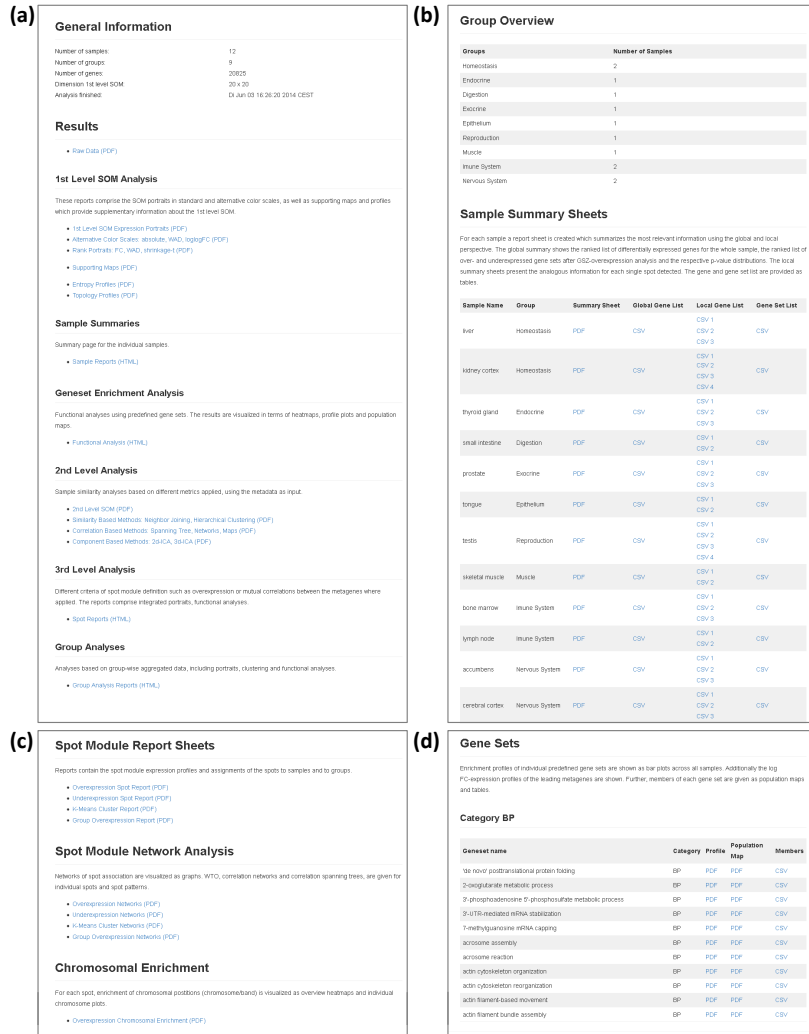 (a)
General Information
Number of samples: 12
Number of groups: 9
Number of genes: 20825
Dimension 1st level SOM: 20 x 20
Analysis finished: Di Jun 03 16:26:20 2014 CEST
Results
• Raw Data (PDF)
1st Level SOM Analysis
These reports comprise the SOM portraits in standard and alternative color scales, as well as supporting maps and profiles
which provide supplementary information about the 1st level SOM.
• 1st Level SOM Expression Portraits (PDF)
• Alternative Color Scales: absolute, WAD, loglogFC (PDF)
• Rank Portraits: FC, WAD, shrinkage-t (PDF)
• Supporting Maps (PDF)
• Entropy Profiles (PDF)
• Topology Profiles (PDF)
Sample Summaries
Summary page for the individual samples.
• Sample Reports (HTML)
Geneset Enrichment Analysis
Functional analyses using predefined gene sets. The results are visualized in terms of heatmaps, profile plots and population
maps.
• Functional Analysis (HTML)
2nd Level Analysis
Sample similarity analyses based on different metrics applied, using the metadata as input.
• 2nd Level SOM (PDF)
• Similarity Based Methods: Neighbor Joining, Hierarchical Clustering (PDF)
• Correlation Based Methods: Spanning Tree, Networks, Maps (PDF)
• Component Based Methods: 2d-ICA, 3d-ICA (PDF)
3rd Level Analysis
Different criteria of spot module definition such as overexpression or mutual correlations between the metagenes where
applied. The reports comprise integrated portraits, functional analyses.
• Spot Reports (HTML)
Group Analyses
Analyses based on group-wise aggregated data, including portraits, clustering and functional analyses.
• Group Analysis Reports (HTML)
(b)
Group Overview
Groups Number of Samples
Homeostasis 2
Endocrine 1
Digestion 1
Exocrine 1
Epithelium 1
Reproduction 1
Muscle 1
Imune System 2
Nervous System 2
Sample Summary Sheets
For each sample a report sheet is created which summarizes the most relevant information using the global and local
perspective. The global summary shows the ranked list of differentially expressed genes for the whole sample, the ranked list of
over- and underexpressed gene sets after GSZ-overexpression analysis and the respective p-value distributions. The local
summary sheets present the analogous information for each single spot detected. The gene and gene set list are provided as
tables.
Sample Name Group Summary Sheet Global Gene List Local Gene List Gene Set List
CSV 1
liver Homeostasis PDF CSV CSV 2 CSV
CSV 3
CSV 1
CSV 2
kidney cortex Homeostasis PDF CSV CSV
CSV 3
CSV 4
CSV 1
thyroid gland Endocrine PDF CSV CSV 2 CSV
CSV 3
CSV 1
small intestine Digestion PDF CSV CSV
CSV 2
CSV 1
prostate Exocrine PDF CSV CSV 2 CSV
CSV 3
CSV 1
tongue Epithelium PDF CSV CSV
CSV 2
CSV 1
CSV 2
testis Reproduction PDF CSV CSV
CSV 3
CSV 4
CSV 1
skeletal muscle Muscle PDF CSV CSV
CSV 2
CSV 1
bone marrow Imune System PDF CSV CSV 2 CSV
CSV 3
CSV 1
lymph node Imune System PDF CSV CSV
CSV 2
CSV 1
accumbens Nervous System PDF CSV CSV 2 CSV
CSV 3
CSV 1
cerebral cortex Nervous System PDF CSV CSV 2 CSV
CSV 3
(c)
Spot Module Report Sheets
Reports contain the spot module expression profiles and assignments of the spots to samples and to groups.
• Overexpression Spot Report (PDF)
• Underexpression Spot Report (PDF)
• K-Means Cluster Report (PDF)
• Group Overexpression Report (PDF)
Spot Module Network Analysis
Networks of spot association are visualized as graphs. WTO, correlation networks and correlation spanning trees, are given for
individual spots and spot patterns.
• Overexpression Networks (PDF)
• Underexpression Networks (PDF)
• K-Means Cluster Networks (PDF)
• Group Overexpression Networks (PDF)
Chromosomal Enrichment
For each spot, enrichment of chromosomal postitions (chromosome/band) is visualized as overview heatmaps and individual
chromosome plots.
• Overexpression Chromosomal Enrichment (PDF)
(d)
Gene Sets
Enrichment profiles of individual predefined gene sets are shown as bar plots across all samples. Additionally the log
FC-expression profiles of the leading metagenes are shown. Further, members of each gene set are given as population maps
and tables.
Category BP
Geneset name Category Profile Population Map Members
'de novo' posttranslational protein folding BP PDF PDF CSV
2-oxoglutarate metabolic process BP PDF PDF CSV
3'-phosphoadenosine 5'-phosphosulfate metabolic process BP PDF PDF CSV
3'-UTR-mediated mRNA stabilization BP PDF PDF CSV
7-methylguanosine mRNA capping BP PDF PDF CSV
acrosome assembly BP PDF PDF CSV
acrosome reaction BP PDF PDF CSV
actin cytoskeleton organization BP PDF PDF CSV
actin cytoskeleton reorganization BP PDF PDF CSV
actin filament-based movement BP PDF PDF CSV
actin filament bundle assembly BP PDF PDF CSV